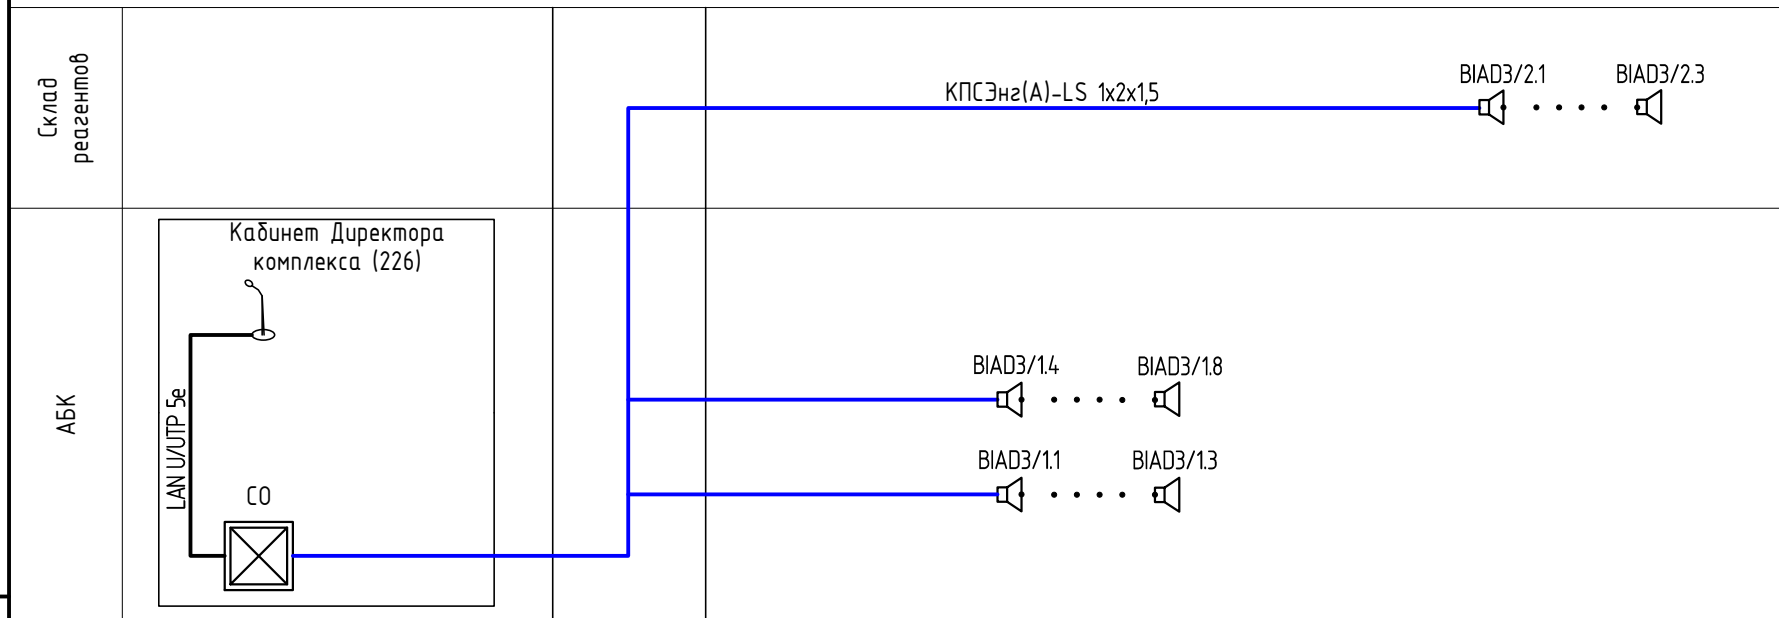 Склад
реагентов
КПСЭнг(А)-LS 1x2x1,5
BIAD3/2.1
BIAD3/2.3
АБК
Кабинет Директора
комплекса (226)
LAN U/UTP 5e
СО
BIAD3/1.4
BIAD3/1.8
BIAD3/1.1
BIAD3/1.3